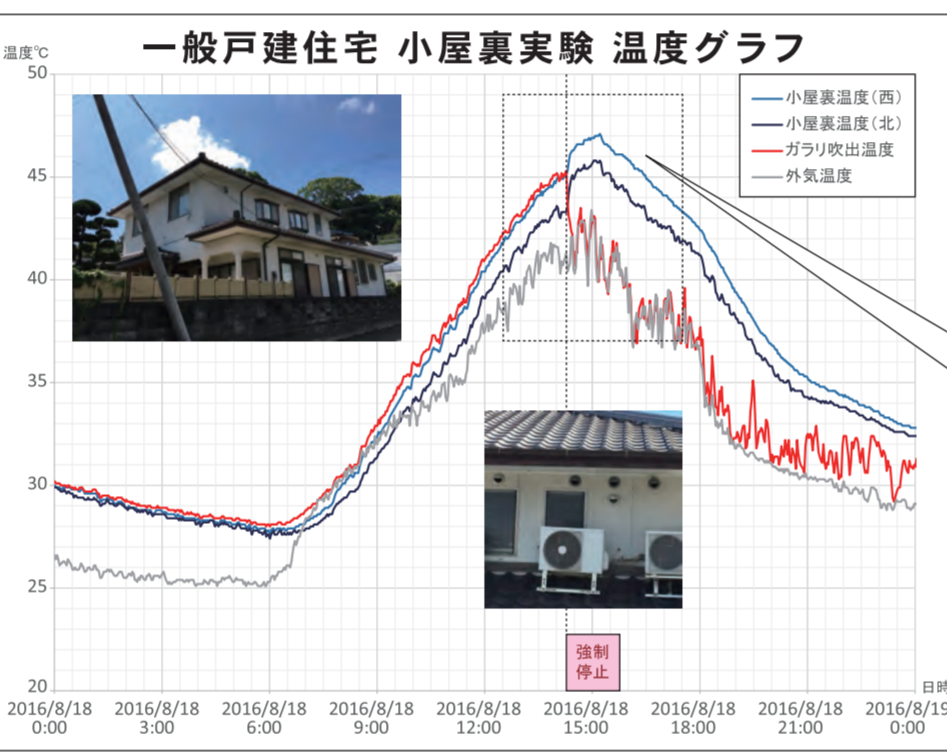 一般戸建住宅 小屋裏実験 温度グラフ
温度℃
50
45
40
35
30
25
20
小屋裏温度(西)
小屋裏温度(北)
ガラリ吹出温度
外気温度
強制
停止
日時
2016/8/18 2016/8/18 2016/8/18 2016/8/18 2016/8/18 2016/8/18 2016/8/18 2016/8/18 2016/8/19
0:00 3:00 6:00 9:00 12:00 15:00 18:00 21:00 0:00